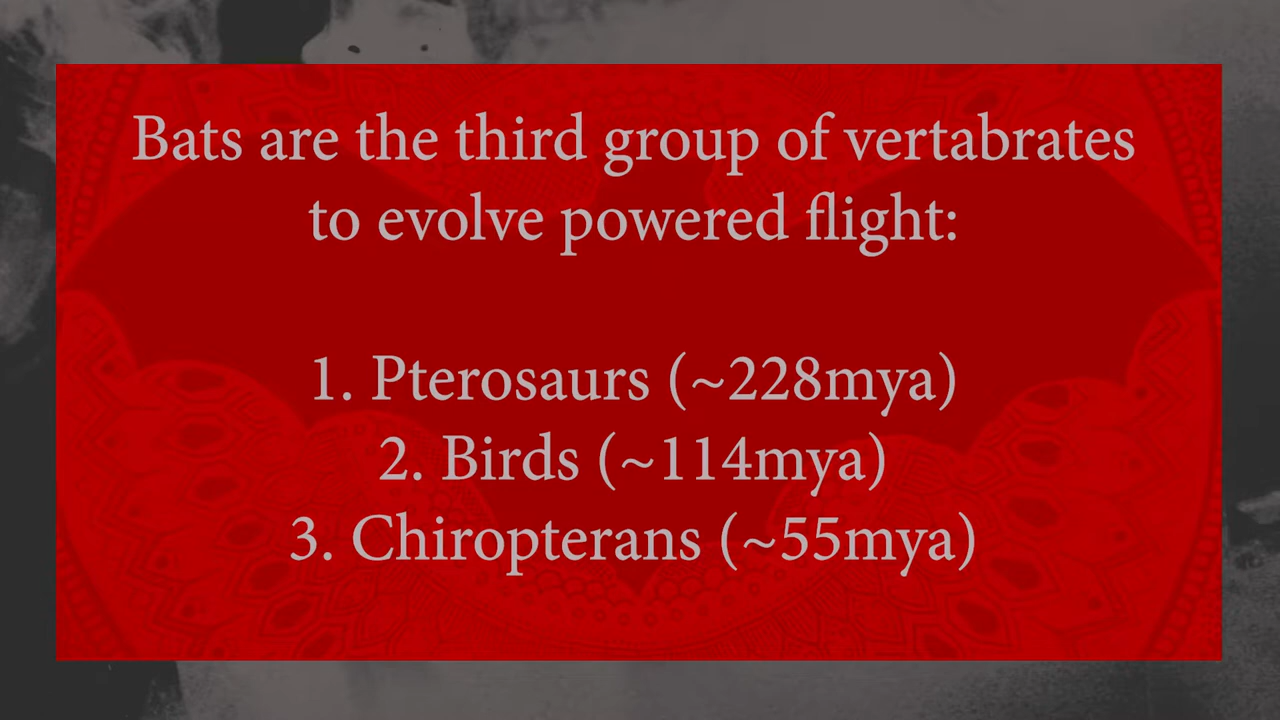 Bats are the third group of vertabrates
to evolve powered flight:
1. Pterosaurs (~228mya)
2. Birds (~114mya)
3. Chiropterans (~55mya)